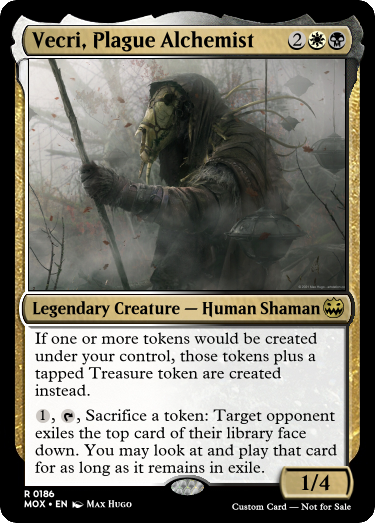 Vecri, Plague Alchemist 2
Legendary Creature — Human Shaman
If one or more tokens would be created
under your control, those tokens plus a
tapped Treasure token are created
instead.
1, , Sacrifice a token: Target opponent
exiles the top card of their library face
down. You may look at and play that
card for as long as it remains in exile.
1/4
R 0186
MOX • EN Max Hugo
Custom Card — Not for Sale